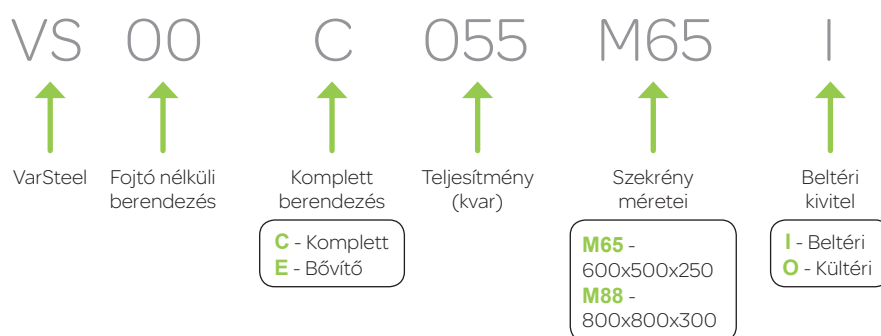 VS 00 C 055 M65 I
VarSteel
Fojtó nélküli
berendezés
Komplett
berendezés
C - Komplett
E - Bővítő
Teljesítmény
(kvar)
Szekrény
méretei
M65 -
600x500x250
M88 -
800x800x300
Beltéri
kivitel
I - Beltéri
O - Kültéri